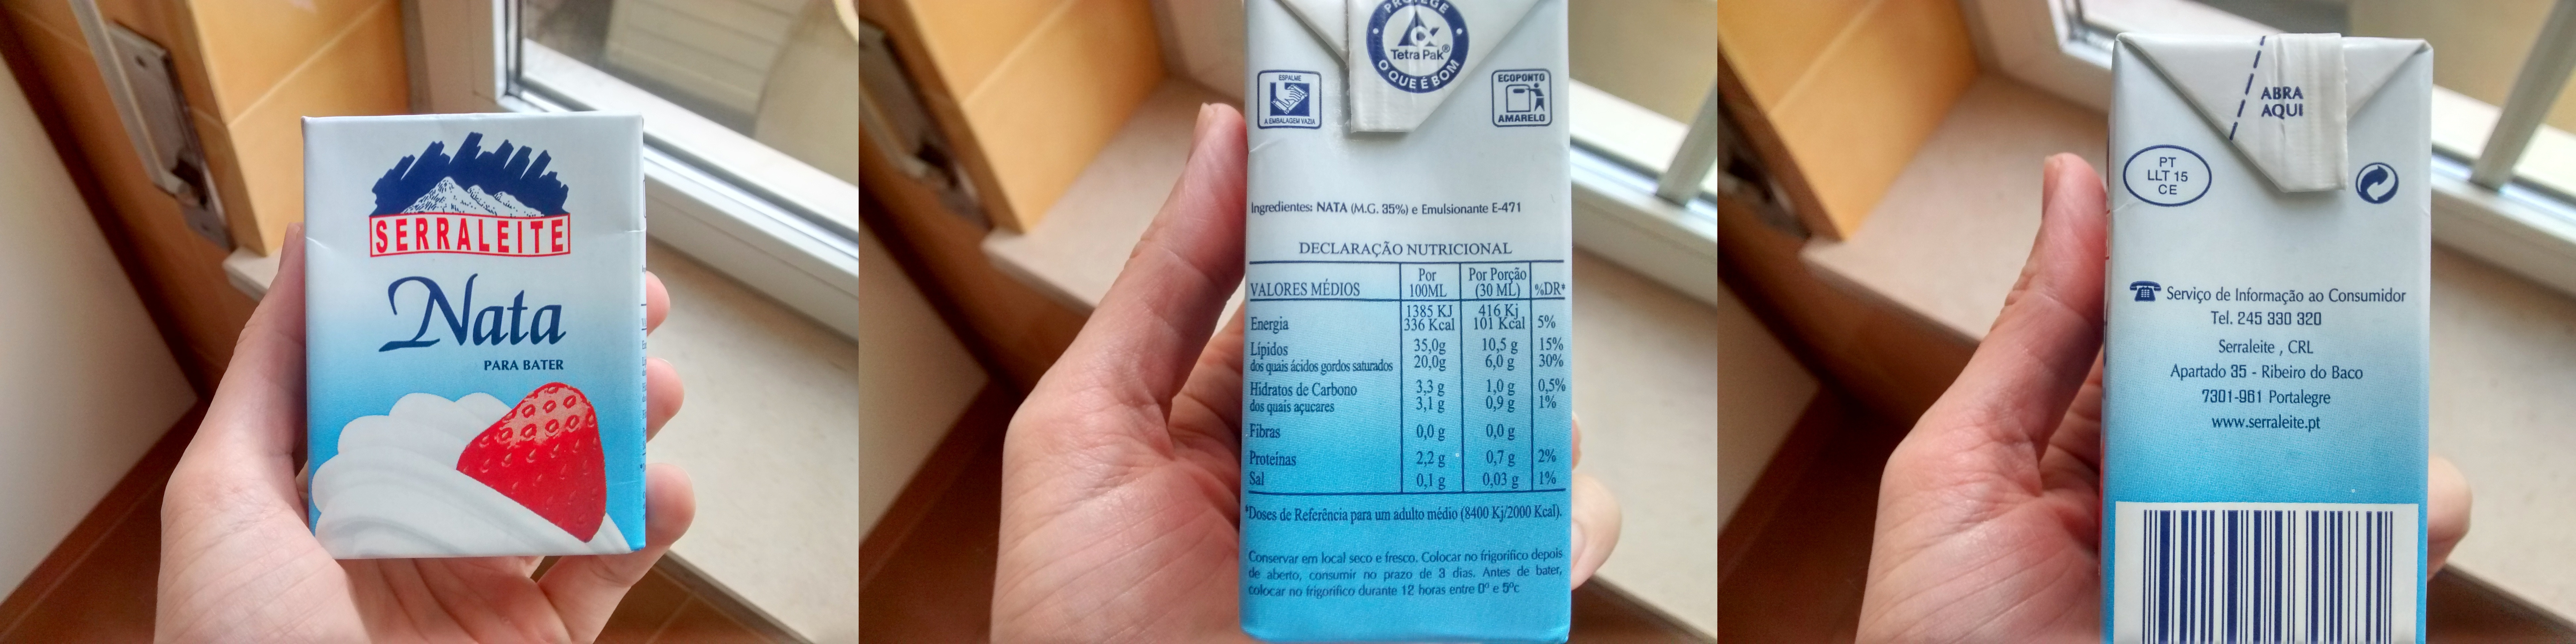 SERRALEITE
Nata
PARA BATER
PROTEGE
Tetra Pak®
O QUE É BOM
ESPALME
A EMBALAGEM VAZIA
ECOPONTO
AMARELO
Ingredientes: NATA (M.G. 35%) e Emulsionante E-471
DECLARAÇÃO NUTRICIONAL
VALORES MÉDIOS Por 100ML Por Porção (30 ML) %DR*
Energia 1385 KJ 336 Kcal 416 Kj 101 Kcal 5%
Lípidos 35,0g 10,5 g 15%
dos quais ácidos gordos saturados 20,0g 6,0 g 30%
Hidratos de Carbono 3,3 g 1,0 g 0,5%
dos quais açucares 3,1 g 0,9 g 1%
Fibras 0,0 g 0,0 g
Proteínas 2,2 g 0,7 g 2%
Sal 0,1 g 0,03 g 1%
*Doses de Referência para um adulto médio (8400 Kj/2000 Kcal).
Conservar em local seco e fresco. Colocar no frigorifico depois
de aberto, consumir no prazo de 3 dias. Antes de bater,
colocar no frigorifico durante 12 horas entre 0º e 5ºc
ABRA
AQUI
PT
LLT 15
CE
Serviço de Informação ao Consumidor
Tel. 245 330 320
Serraleite , CRL
Apartado 35 - Ribeiro do Baco
7301-961 Portalegre
www.serraleite.pt